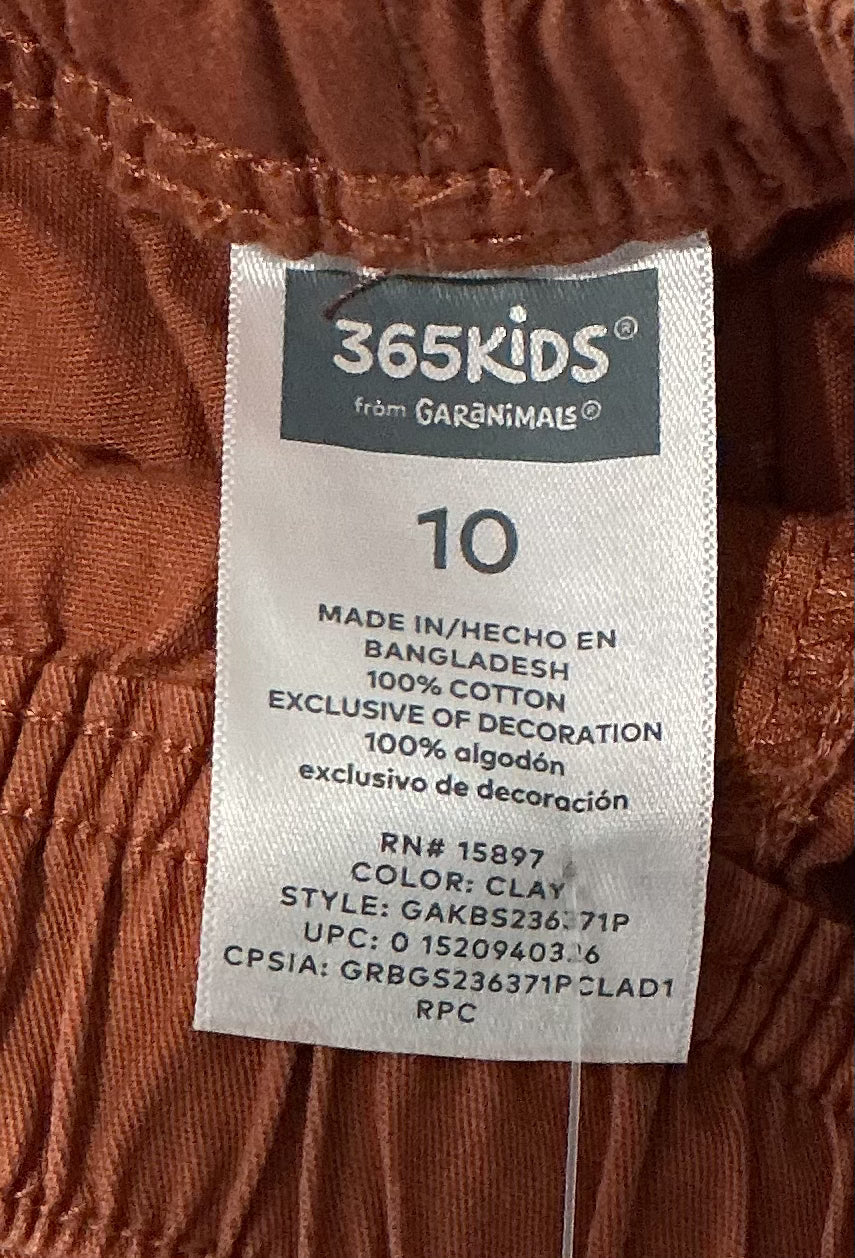 365KiDS®
from GARANiMALS®
10
MADE IN/HECHO EN
BANGLADESH
100% COTTON
EXCLUSIVE OF DECORATION
100% algodón
exclusivo de decoración
RN# 15897
COLOR: CLAY
STYLE: GAKBS236371P
UPC: 0
CPSIA: GRBGS236371PCLAD1
RPC